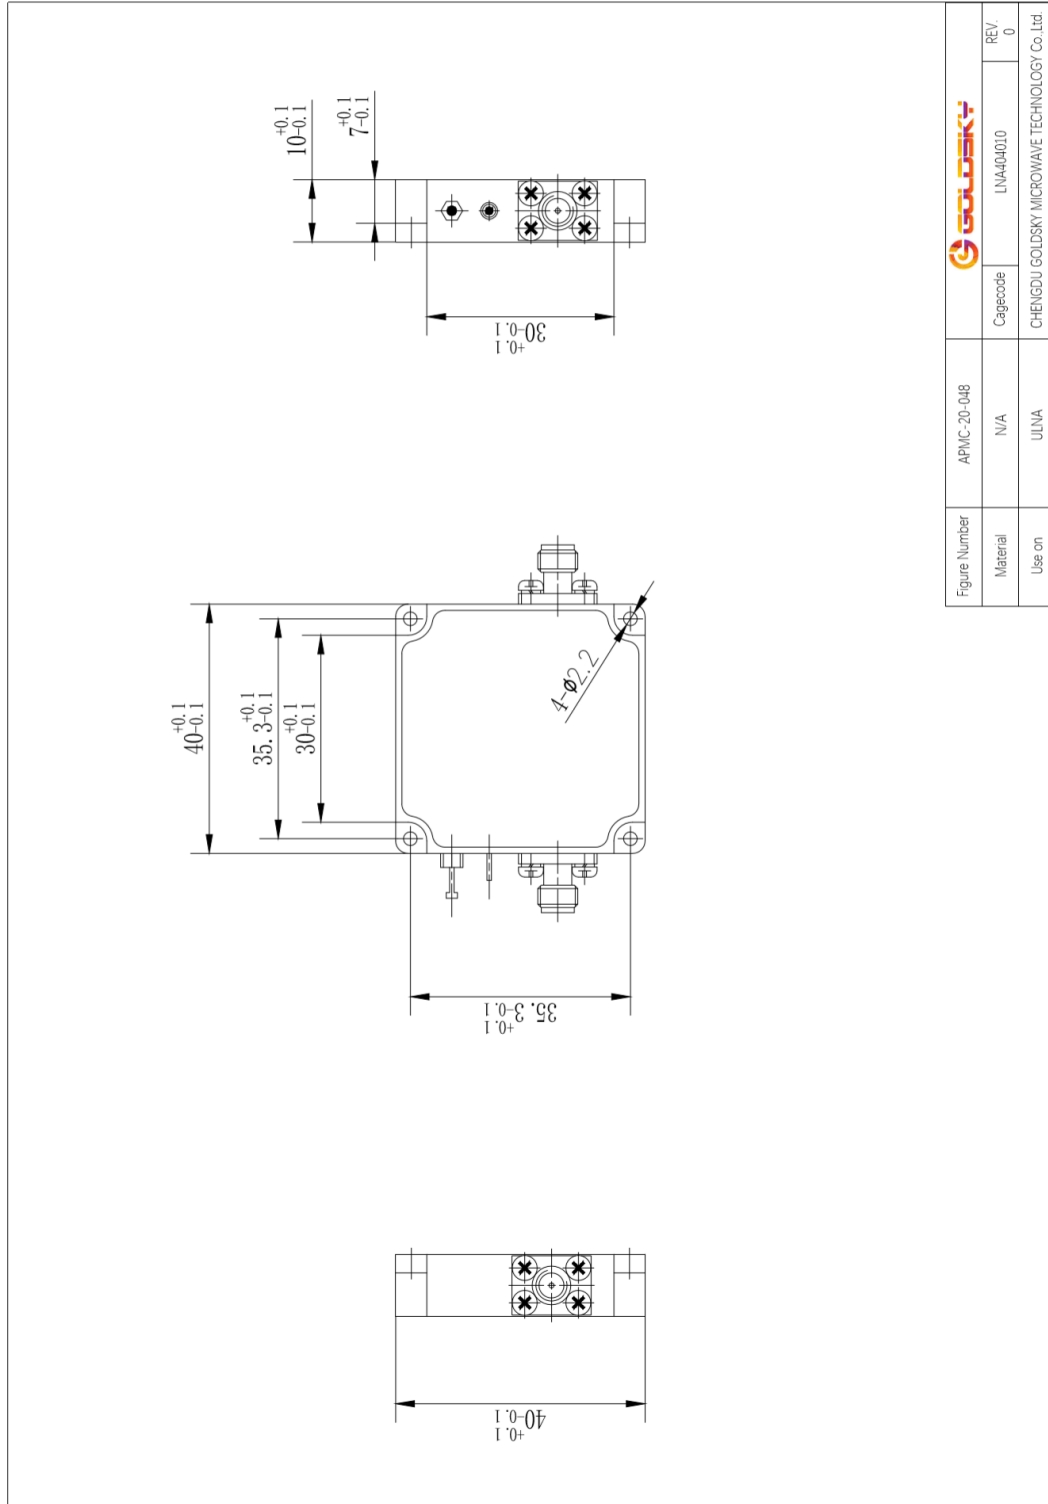 10+0.1-0.1
7+0.1-0.1
30+0.1-0.1
40+0.1-0.1
35.3+0.1-0.1
30+0.1-0.1
4-ø2.2
35.3+0.1-0.1
40+0.1-0.1
Figure Number APMC-20-048 GOLDSKY
Material N/A Cagecode LNA404010 REV. 0
Use on ULNA CHENGDU GOLDSKY MICROWAVE TECHNOLOGY Co.,Ltd.